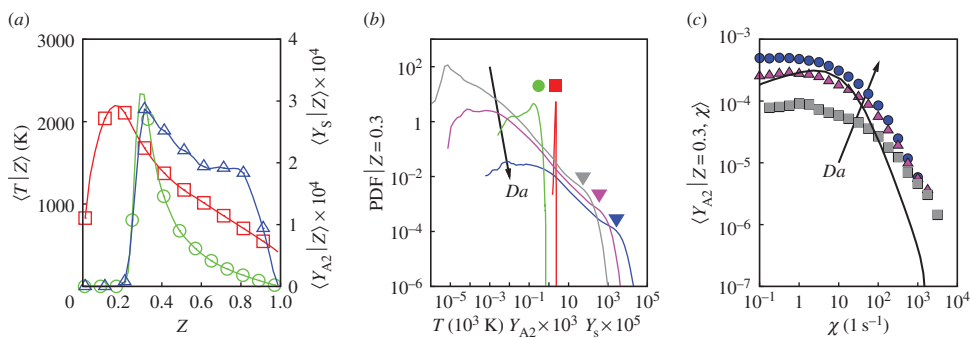 (a)
3000
2400
2000
1600
1000
0
⟨T | Z⟩ (K)
4
3
2
1
0
⟨Y_S | Z⟩ × 10^4
⟨Y_A2 | Z⟩ × 10^4
0 0.2 0.4 0.6 0.8 1.0
Z
(b)
10^2
1
10^−2
10^−4
10^−6
PDF | Z = 0.3
Da
10^−5 10^−3 10^−1 10 10^5
T (10^3 K) Y_A2 × 10^3 Y_s × 10^5
(c)
10^−3
10^−4
10^−5
10^−6
10^−7
⟨Y_A2 | Z = 0.3, χ⟩
Da
10^−1 1 10 10^2 10^3 10^4
χ (1 s^−1)